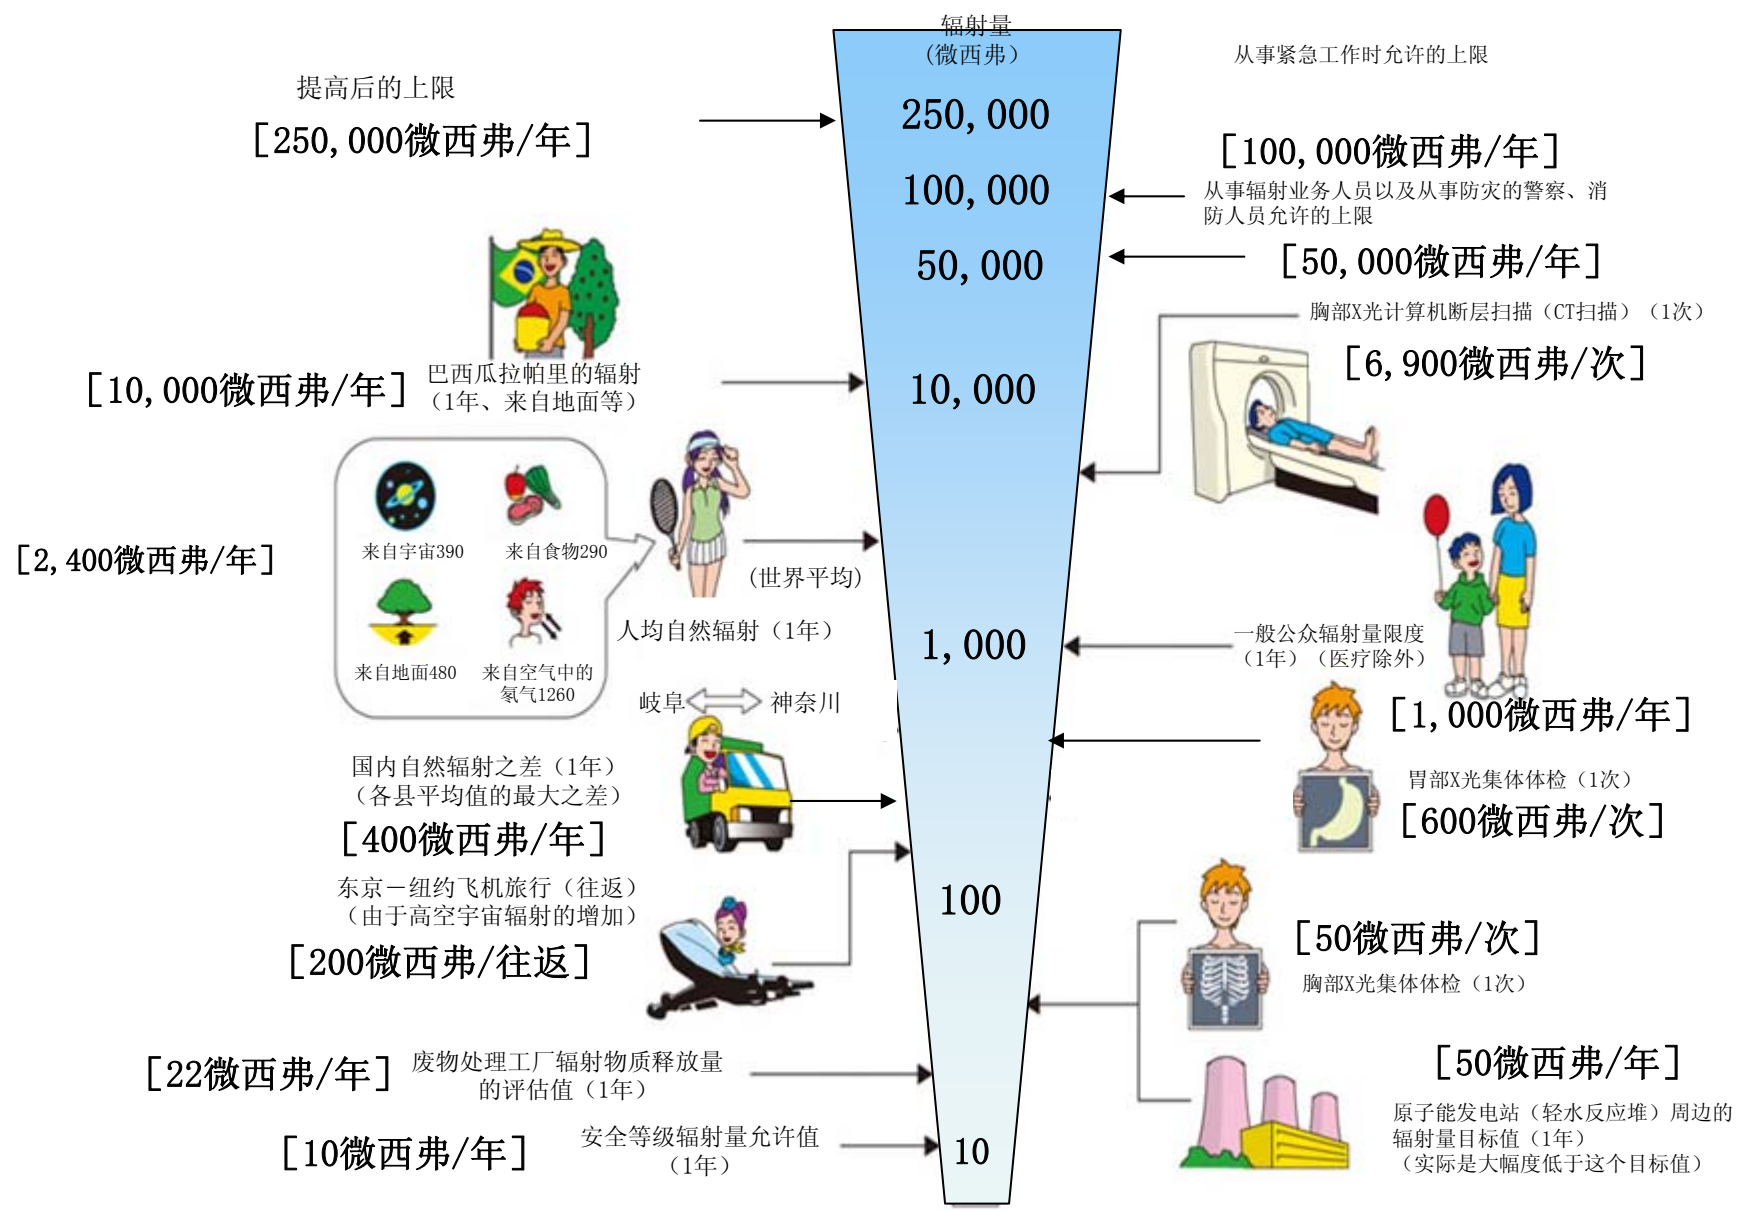 辐射量
(微西弗)
250,000
100,000
50,000
10,000
1,000
100
10
提高后的上限
[250,000微西弗/年]
[10,000微西弗/年]
巴西瓜拉帕里的辐射
（1年、来自地面等）
[2,400微西弗/年]
来自宇宙390
来自食物290
来自地面480
来自空气中的
氡气1260
(世界平均)
人均自然辐射（1年）
岐阜
神奈川
国内自然辐射之差（1年）
（各县平均值的最大之差）
[400微西弗/年]
东京－纽约飞机旅行（往返）
（由于高空宇宙辐射的增加）
[200微西弗/往返]
[22微西弗/年]
废物处理工厂辐射物质释放量
的评估值（1年）
[10微西弗/年]
安全等级辐射量允许值
（1年）
从事紧急工作时允许的上限
[100,000微西弗/年]
从事辐射业务人员以及从事防灾的警察、消
防人员允许的上限
[50,000微西弗/年]
胸部X光计算机断层扫描（CT扫描）（1次）
[6,900微西弗/次]
一般公众辐射量限度
（1年）（医疗除外）
[1,000微西弗/年]
胃部X光集体体检（1次）
[600微西弗/次]
[50微西弗/次]
胸部X光集体体检（1次）
[50微西弗/年]
原子能发电站（轻水反应堆）周边的
辐射量目标值（1年）
（实际是大幅度低于这个目标值）